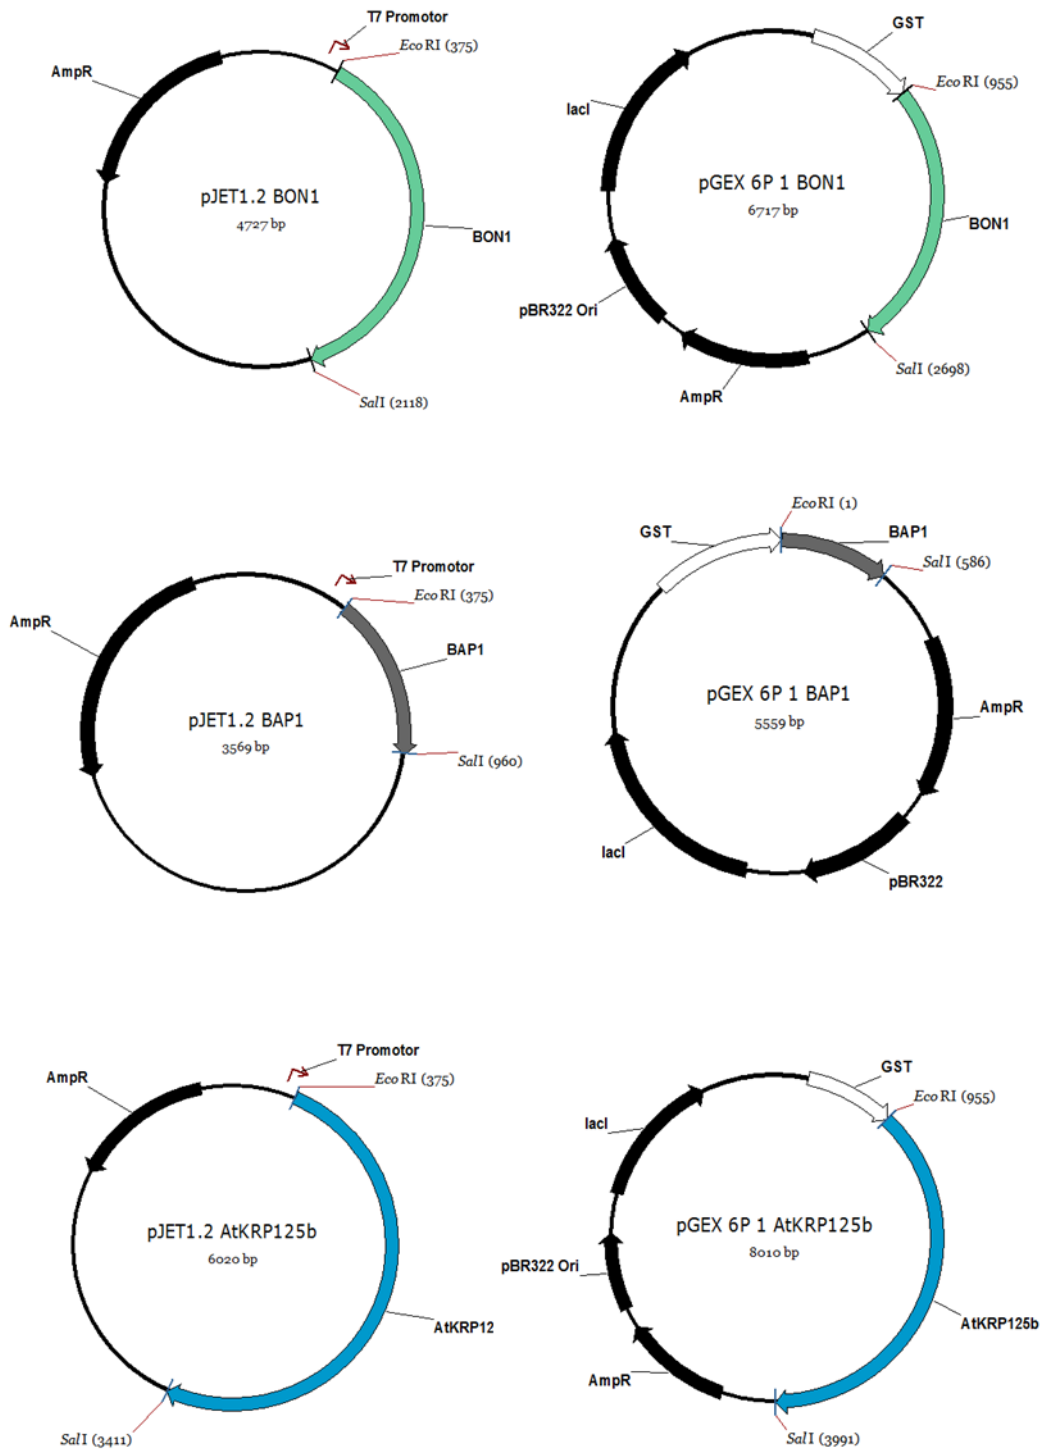 T7 Promotor
EcoRI (375)
AmpR
pJET1.2 BON1
4727 bp
BON1
SalI (2118)
GST
EcoRI (955)
lacI
pGEX 6P 1 BON1
6717 bp
BON1
pBR322 Ori
SalI (2698)
AmpR
T7 Promotor
EcoRI (375)
AmpR
BAP1
pJET1.2 BAP1
3569 bp
SalI (960)
EcoRI (1)
GST
BAP1
SalI (586)
pGEX 6P 1 BAP1
5559 bp
AmpR
lacI
pBR322
T7 Promotor
EcoRI (375)
AmpR
pJET1.2 AtKRP125b
6020 bp
AtKRP12
SalI (3411)
GST
EcoRI (955)
lacI
pGEX 6P 1 AtKRP125b
8010 bp
pBR322 Ori
AtKRP125b
AmpR
SalI (3991)